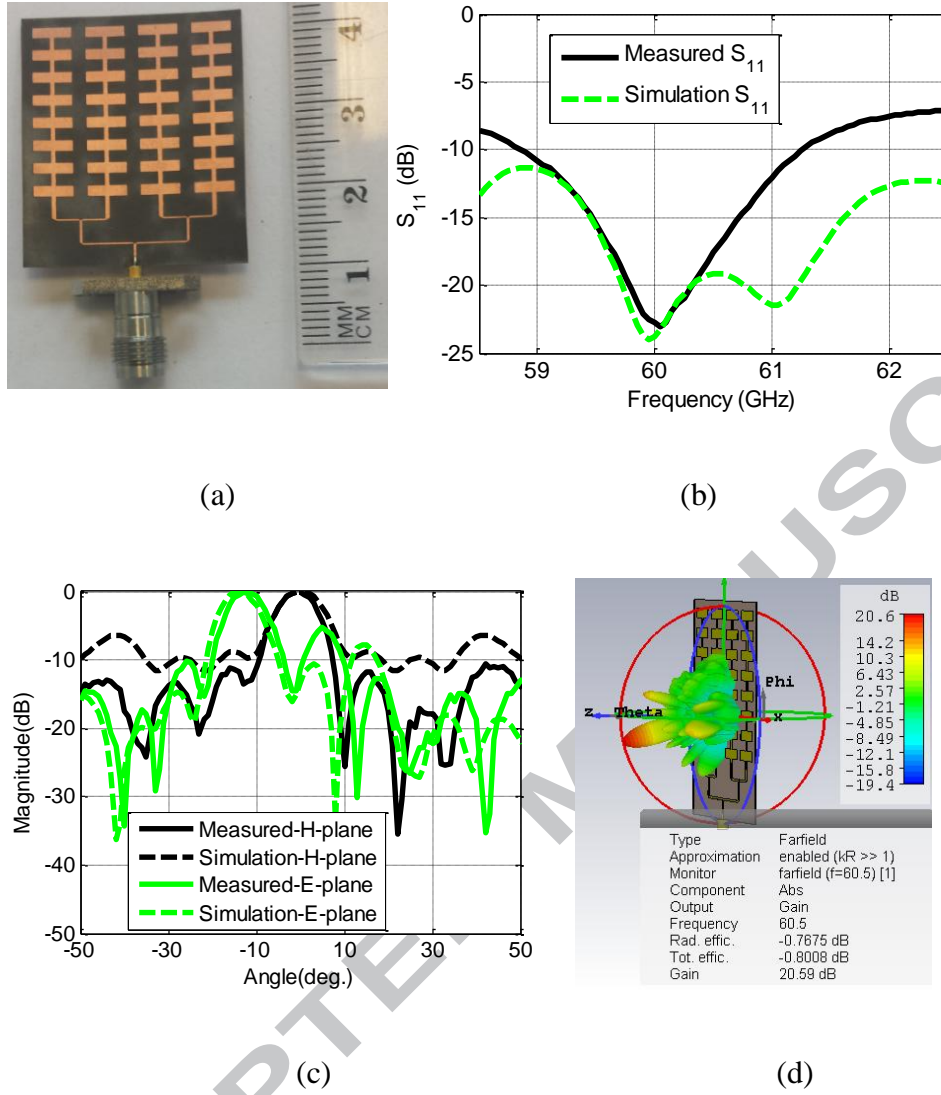 4
3
2
1
MM
CM
0
-5
-10
-15
-20
-25
S11 (dB)
Measured S11
Simulation S11
59 60 61 62
Frequency (GHz)
(a)
(b)
0
-10
-20
-30
-40
-50
Magnitude(dB)
Measured-H-plane
Simulation-H-plane
Measured-E-plane
Simulation-E-plane
-50 -30 -10 10 30 50
Angle(deg.)
dB
20.6
14.2
10.3
6.43
2.57
-1.21
-4.85
-8.49
-12.1
-15.8
-19.4
Phi
z Theta x
Type Farfield
Approximation enabled (kR >> 1)
Monitor farfield (f=60.5) [1]
Component Abs
Output Gain
Frequency 60.5
Rad. effic. -0.7675 dB
Tot. effic. -0.8008 dB
Gain 20.59 dB
(c)
(d)